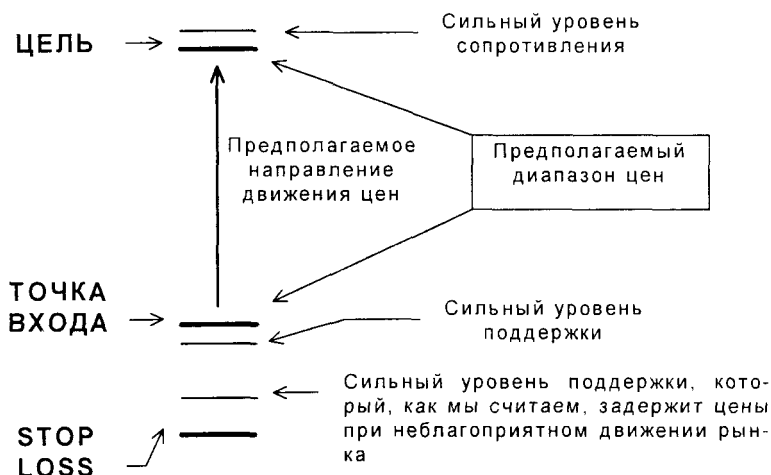 ЦЕЛЬ
Сильный уровень
сопротивления
Предполагаемое
направление
движения цен
Предполагаемый
диапазон цен
ТОЧКА
ВХОДА
Сильный уровень
поддержки
Сильный уровень поддержки, кото-
рый, как мы считаем, задержит цены
при неблагоприятном движении рын-
ка
STOP
LOSS